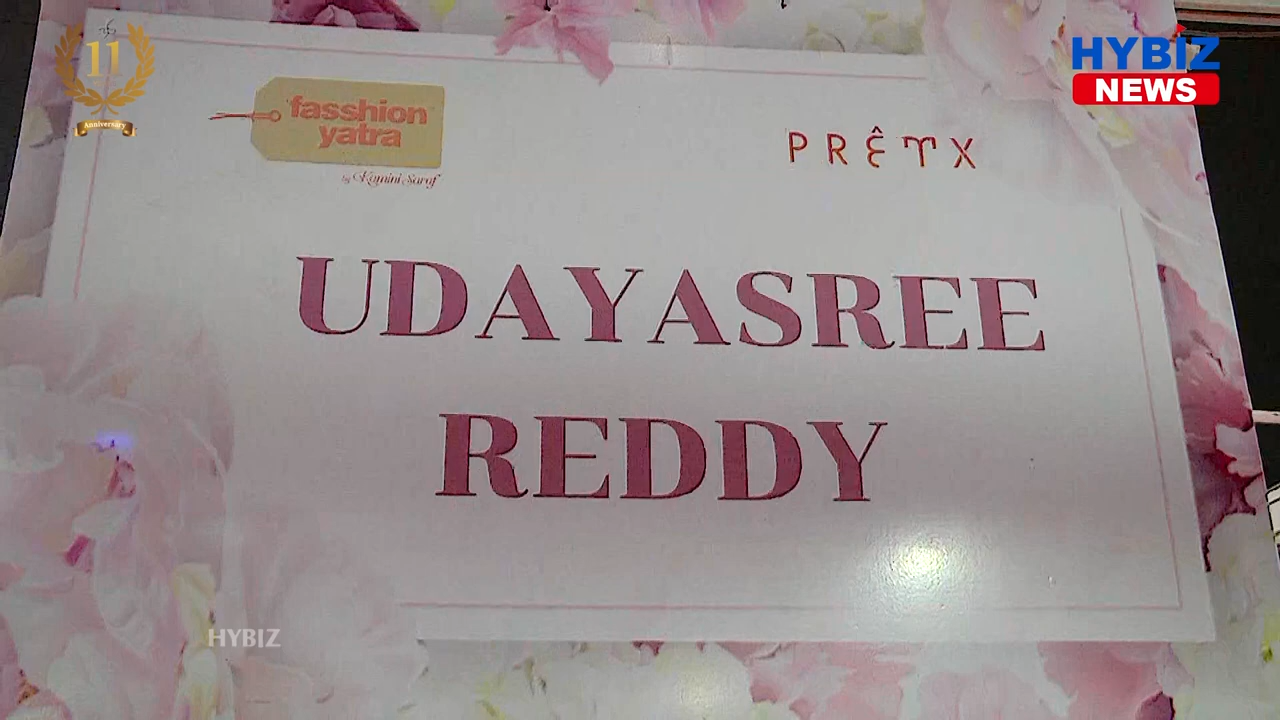 11
Anniversary
HYBIZ
NEWS
fasshion
yatra
by Kamini Saraf
PRÊTX
UDAYASREE
REDDY
HYBIZ